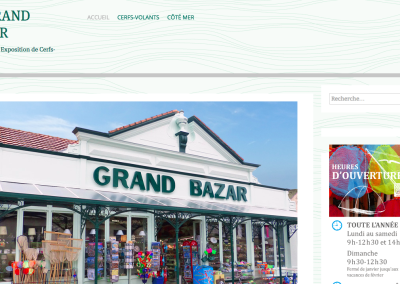 RAND
R
ACCUEIL CERFS-VOLANTS CÔTÉ MER
Exposition de Cerfs-
Recherche...
GRAND BAZAR
HEURES
D'OUVERTURE
TOUTE L'ANNÉE
Lundi au samedi
9h-12h30 et 14h
Dimanche
9h30-12h30
Fermé de janvier jusqu'aux
vacances de février